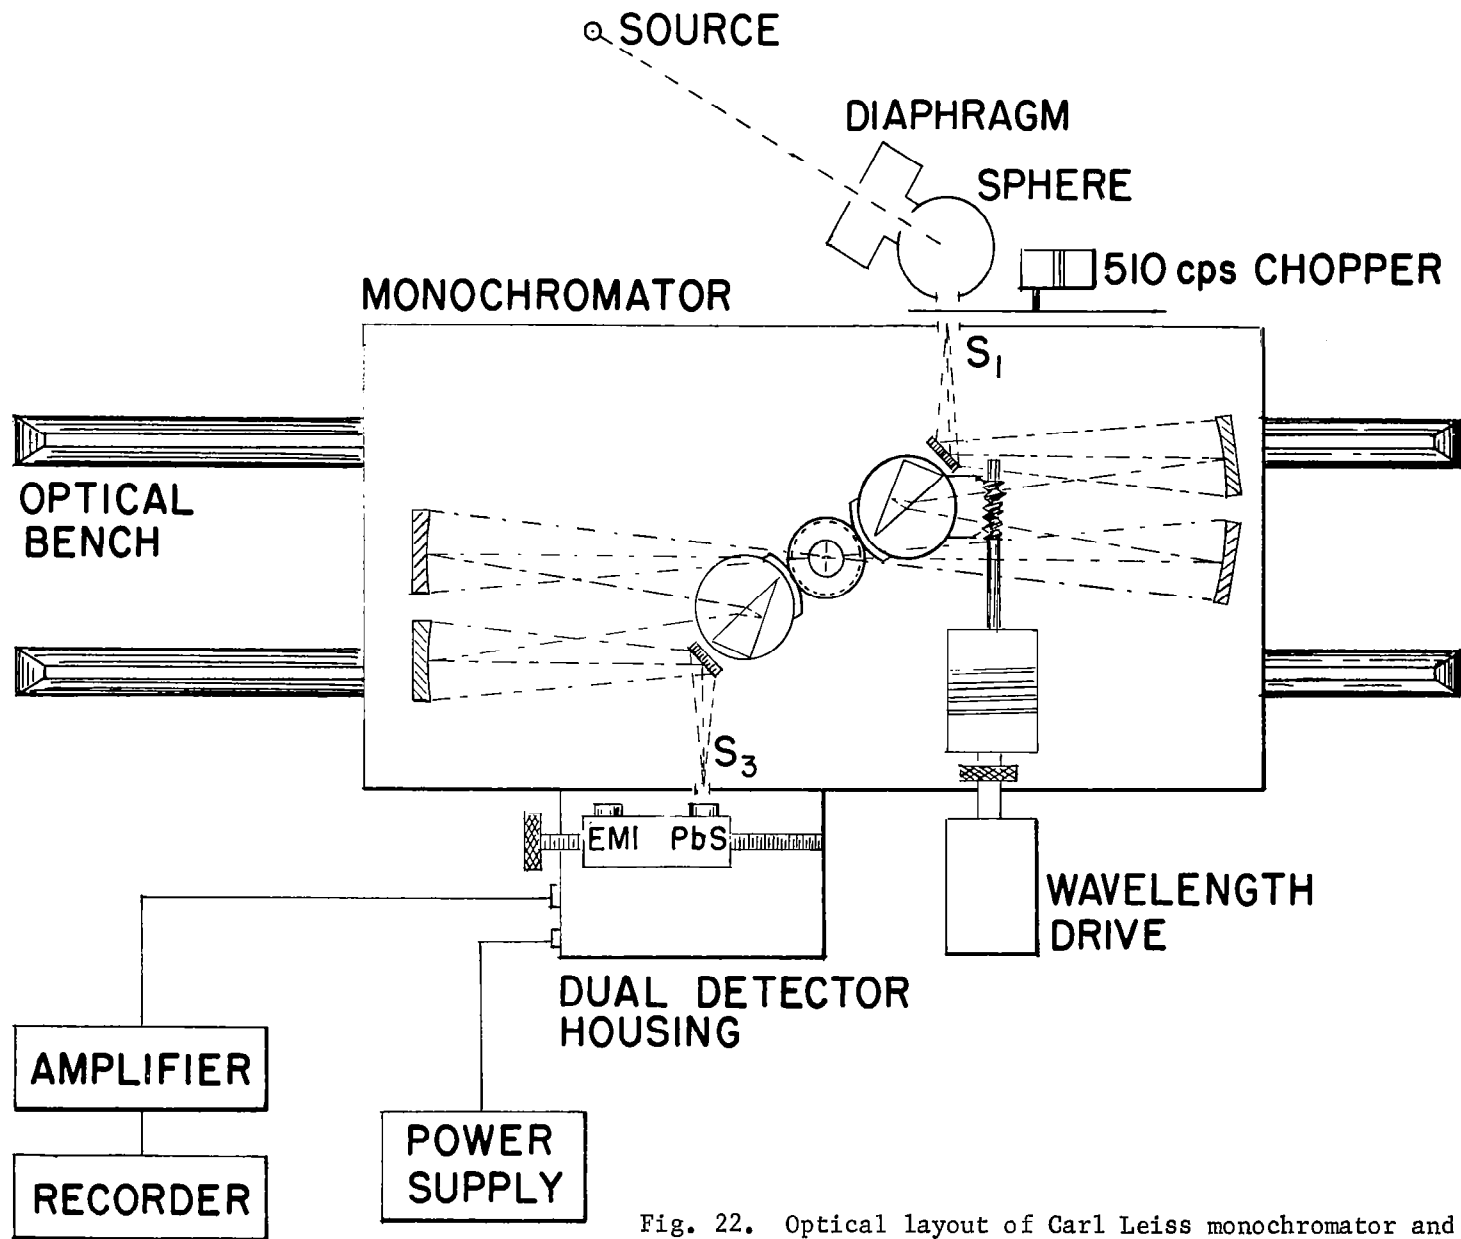 SOURCE
DIAPHRAGM
SPHERE
510 cps CHOPPER
MONOCHROMATOR
S1
OPTICAL
BENCH
S3
EMI PbS
WAVELENGTH
DRIVE
DUAL DETECTOR
HOUSING
AMPLIFIER
POWER
SUPPLY
RECORDER
Fig. 22. Optical layout of Carl Leiss monochromator and